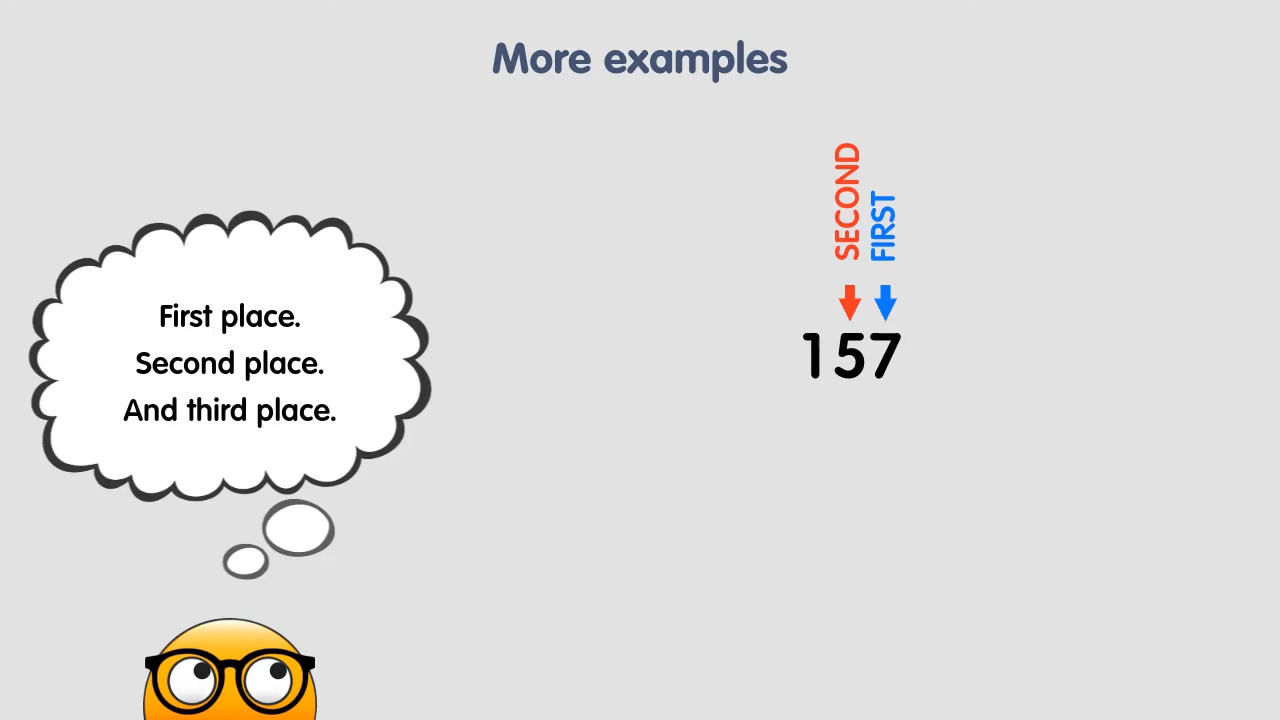 More examples
First place.
Second place.
And third place.
SECOND
FIRST
157